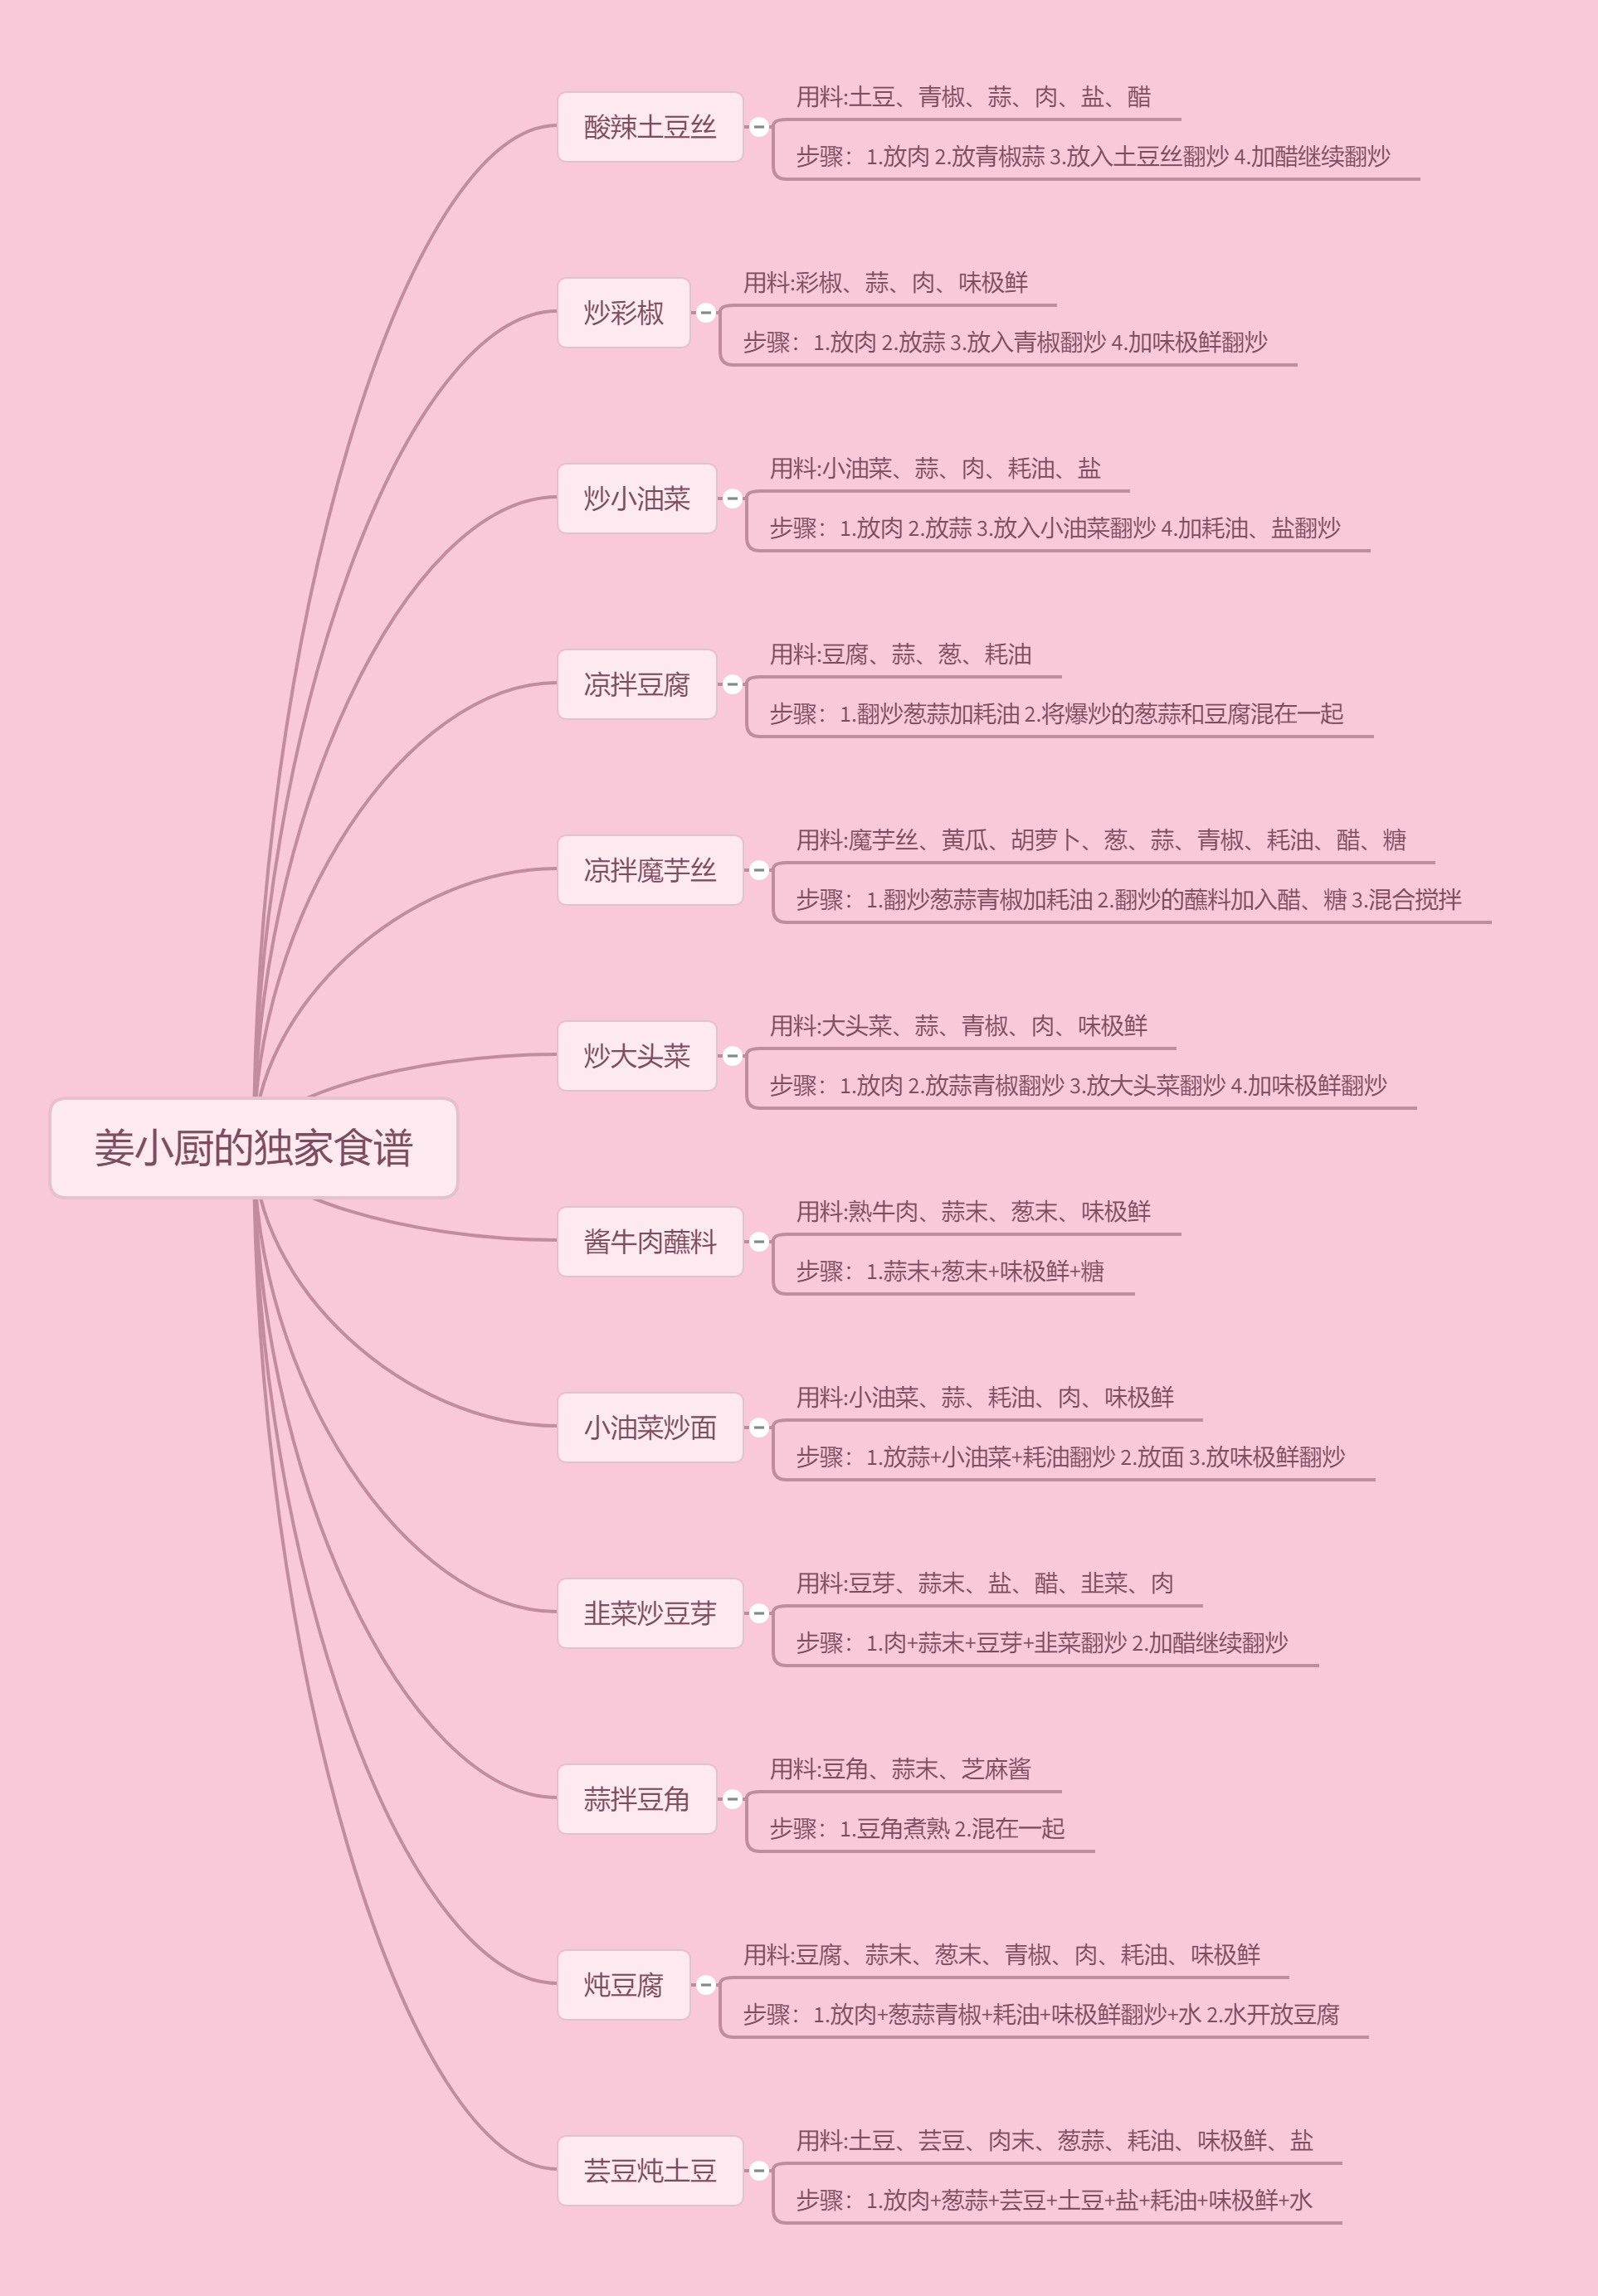 酸辣土豆丝
用料:土豆、青椒、蒜、肉、盐、醋
步骤：1.放肉 2.放青椒蒜 3.放入土豆丝翻炒 4.加醋继续翻炒
炒彩椒
用料:彩椒、蒜、肉、味极鲜
步骤：1.放肉 2.放蒜 3.放入青椒翻炒 4.加味极鲜翻炒
炒小油菜
用料:小油菜、蒜、肉、耗油、盐
步骤：1.放肉 2.放蒜 3.放入小油菜翻炒 4.加耗油、盐翻炒
凉拌豆腐
用料:豆腐、蒜、葱、耗油
步骤：1.翻炒葱蒜加耗油 2.将爆炒的葱蒜和豆腐混在一起
凉拌魔芋丝
用料:魔芋丝、黄瓜、胡萝卜、葱、蒜、青椒、耗油、醋、糖
步骤：1.翻炒葱蒜青椒加耗油 2.翻炒的蘸料加入醋、糖 3.混合搅拌
炒大头菜
用料:大头菜、蒜、青椒、肉、味极鲜
步骤：1.放肉 2.放蒜青椒翻炒 3.放大头菜翻炒 4.加味极鲜翻炒
姜小厨的独家食谱
酱牛肉蘸料
用料:熟牛肉、蒜末、葱末、味极鲜
步骤：1.蒜末+葱末+味极鲜+糖
小油菜炒面
用料:小油菜、蒜、耗油、肉、味极鲜
步骤：1.放蒜+小油菜+耗油翻炒 2.放面 3.放味极鲜翻炒
韭菜炒豆芽
用料:豆芽、蒜末、盐、醋、韭菜、肉
步骤：1.肉+蒜末+豆芽+韭菜翻炒 2.加醋继续翻炒
蒜拌豆角
用料:豆角、蒜末、芝麻酱
步骤：1.豆角煮熟 2.混在一起
炖豆腐
用料:豆腐、蒜末、葱末、青椒、肉、耗油、味极鲜
步骤：1.放肉+葱蒜青椒+耗油+味极鲜翻炒+水 2.水开放豆腐
芸豆炖土豆
用料:土豆、芸豆、肉末、葱蒜、耗油、味极鲜、盐
步骤：1.放肉+葱蒜+芸豆+土豆+盐+耗油+味极鲜+水